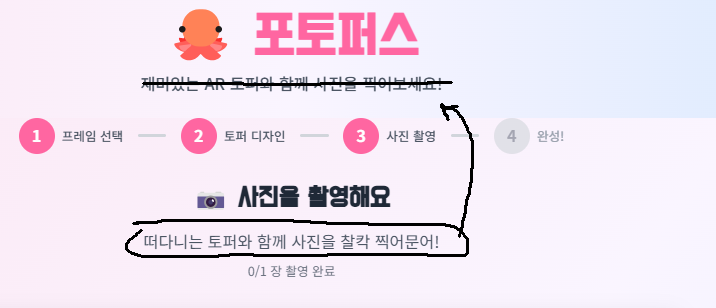 포토퍼스
재미있는 AR 토퍼와 함께 사진을 찍어보세요!
1 프레임 선택 2 토퍼 디자인 3 사진 촬영 4 완성!
사진을 촬영해요
떠다니는 토퍼와 함께 사진을 찰칵 찍어문어!
0/1 장 촬영 완료